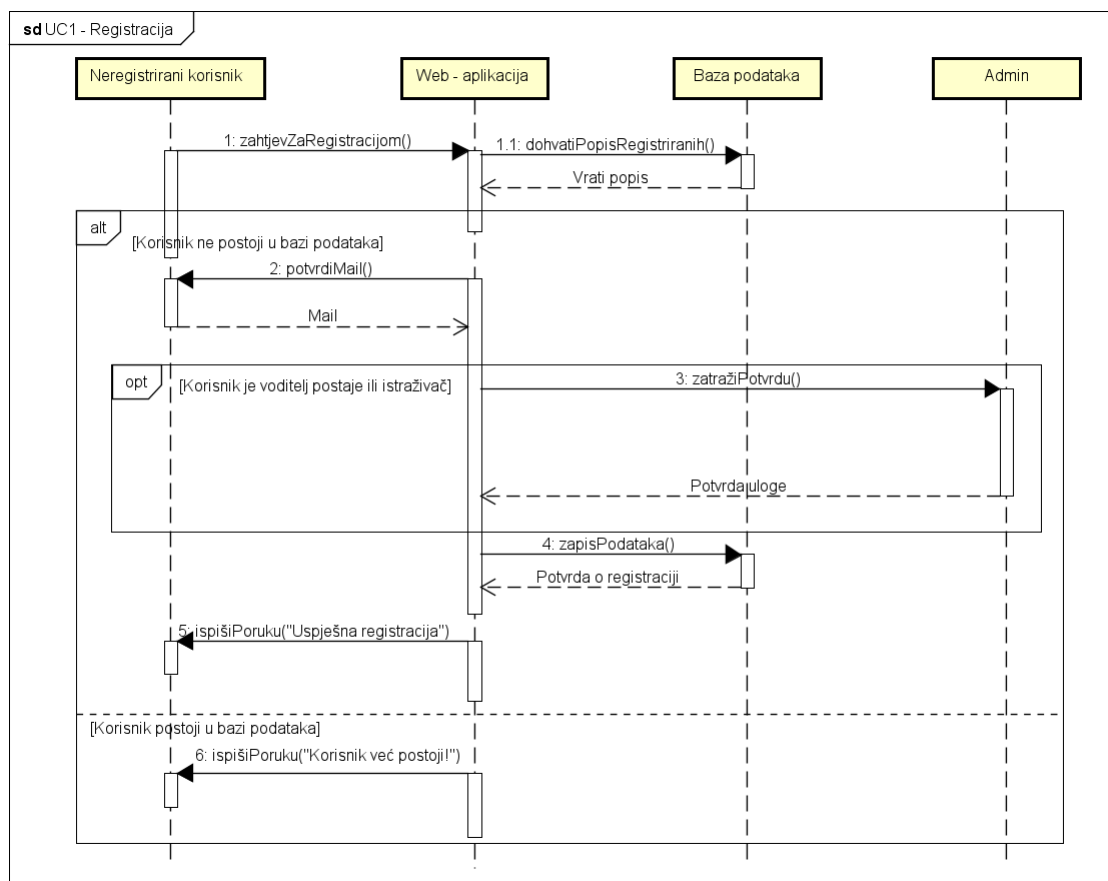 sd UC1 - Registracija
Neregistrirani korisnik
Web - aplikacija
Baza podataka
Admin
1: zahtjevZaRegistracijom()
1.1: dohvatiPopisRegistriranih()
Vrati popis
alt
[Korisnik ne postoji u bazi podataka]
2: potvrdiMail()
Mail
opt
[Korisnik je voditelj postaje ili istraživač]
3: zatražiPotvrdu()
Potvrda uloge
4: zapisPodataka()
Potvrda o registraciji
5: ispišiPoruku("Uspješna registracija")
[Korisnik postoji u bazi podataka]
6: ispišiPoruku("Korisnik već postoji!")